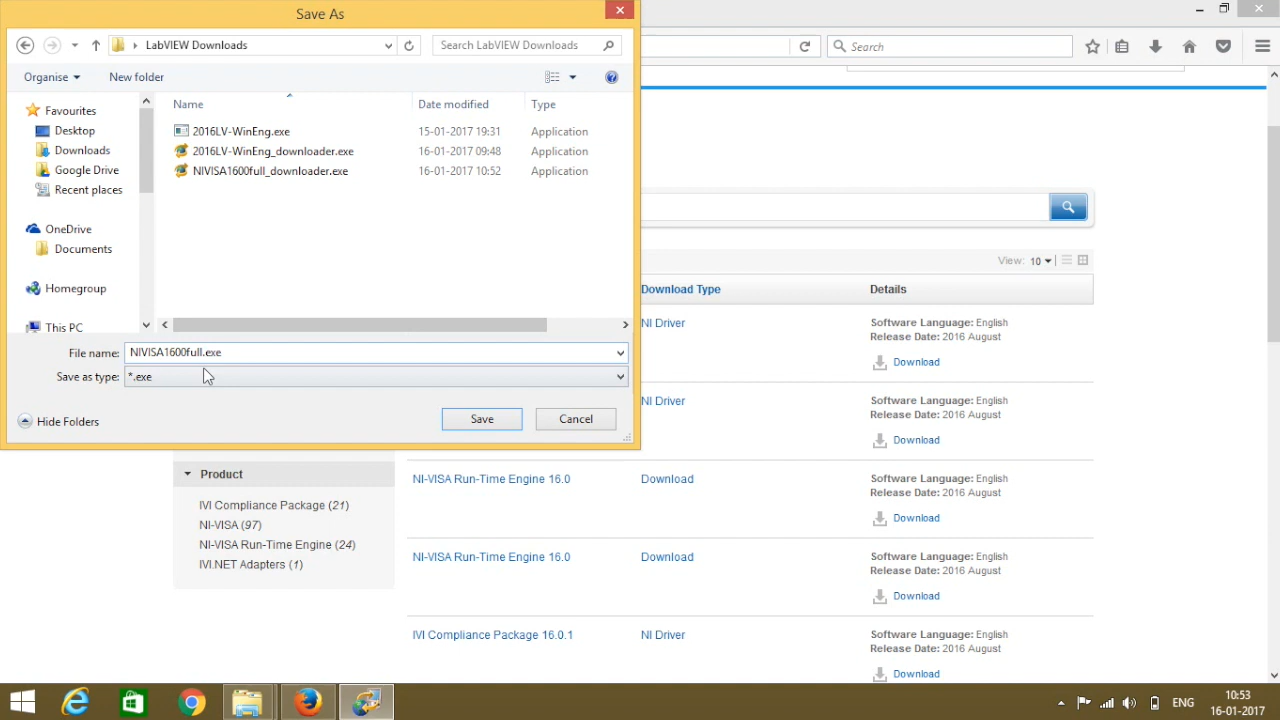 Save As
LabVIEW Downloads
Search LabVIEW Downloads
Search
Organise
New folder
Favourites
Desktop
Downloads
Google Drive
Recent places
OneDrive
Documents
Homegroup
This PC
Name
Date modified
Type
2016LV-WinEng.exe
15-01-2017 19:31
Application
2016LV-WinEng_downloader.exe
16-01-2017 09:48
Application
NIVISA1600full_downloader.exe
16-01-2017 10:52
Application
File name:
NIVISA1600full.exe
Save as type:
*.exe
Hide Folders
Save
Cancel
View: 10
Download Type
Details
NI Driver
Software Language: English
Release Date: 2016 August
Download
NI Driver
Software Language: English
Release Date: 2016 August
Download
Product
IVI Compliance Package (21)
NI-VISA (97)
NI-VISA Run-Time Engine (24)
IVI.NET Adapters (1)
NI-VISA Run-Time Engine 16.0
Download
Software Language: English
Release Date: 2016 August
Download
NI-VISA Run-Time Engine 16.0
Download
Software Language: English
Release Date: 2016 August
Download
IVI Compliance Package 16.0.1
NI Driver
Software Language: English
Release Date: 2016 August
Download
ENG
10:53
16-01-2017